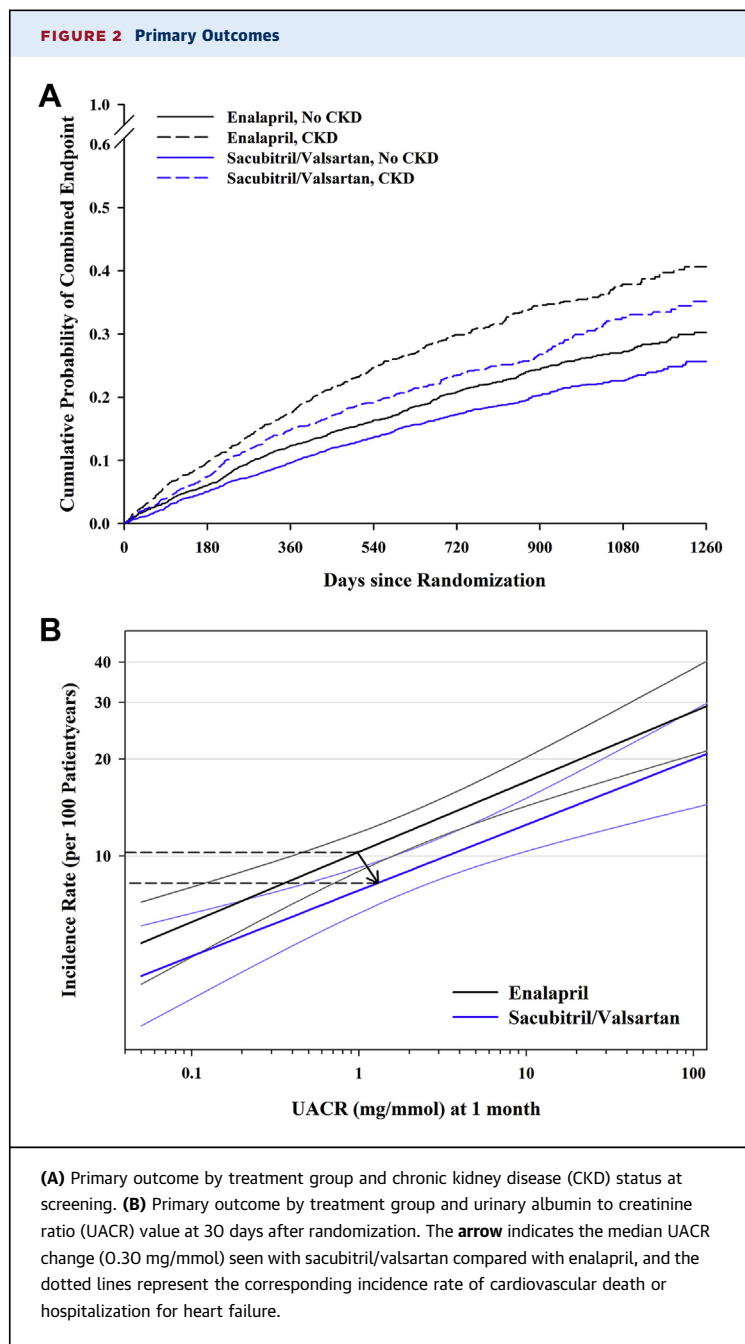 FIGURE 2 Primary Outcomes
A
1.0
0.6
0.5
0.4
0.3
0.2
0.1
0.0
Cumulative Probability of Combined Endpoint
Enalapril, No CKD
Enalapril, CKD
Sacubitril/Valsartan, No CKD
Sacubitril/Valsartan, CKD
0 180 360 540 720 900 1080 1260
Days since Randomization
B
40
30
20
10
Incidence Rate (per 100 Patientyears)
Enalapril
Sacubitril/Valsartan
0.1 1 10 100
UACR (mg/mmol) at 1 month
(A) Primary outcome by treatment group and chronic kidney disease (CKD) status at
screening. (B) Primary outcome by treatment group and urinary albumin to creatinine
ratio (UACR) value at 30 days after randomization. The arrow indicates the median UACR
change (0.30 mg/mmol) seen with sacubitril/valsartan compared with enalapril, and the
dotted lines represent the corresponding incidence rate of cardiovascular death or
hospitalization for heart failure.